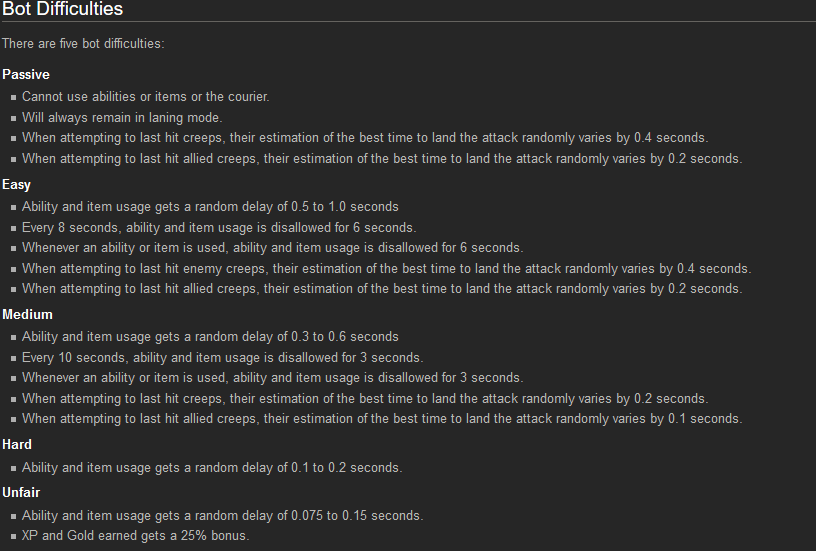 Bot Difficulties
There are five bot difficulties:
Passive
Cannot use abilities or items or the courier.
Will always remain in laning mode.
When attempting to last hit creeps, their estimation of the best time to land the attack randomly varies by 0.4 seconds.
When attempting to last hit allied creeps, their estimation of the best time to land the attack randomly varies by 0.2 seconds.
Easy
Ability and item usage gets a random delay of 0.5 to 1.0 seconds
Every 8 seconds, ability and item usage is disallowed for 6 seconds.
Whenever an ability or item is used, ability and item usage is disallowed for 6 seconds.
When attempting to last hit enemy creeps, their estimation of the best time to land the attack randomly varies by 0.4 seconds.
When attempting to last hit allied creeps, their estimation of the best time to land the attack randomly varies by 0.2 seconds.
Medium
Ability and item usage gets a random delay of 0.3 to 0.6 seconds
Every 10 seconds, ability and item usage is disallowed for 3 seconds.
Whenever an ability or item is used, ability and item usage is disallowed for 3 seconds.
When attempting to last hit creeps, their estimation of the best time to land the attack randomly varies by 0.2 seconds.
When attempting to last hit allied creeps, their estimation of the best time to land the attack randomly varies by 0.1 seconds.
Hard
Ability and item usage gets a random delay of 0.1 to 0.2 seconds.
Unfair
Ability and item usage gets a random delay of 0.075 to 0.15 seconds.
XP and Gold earned gets a 25% bonus.